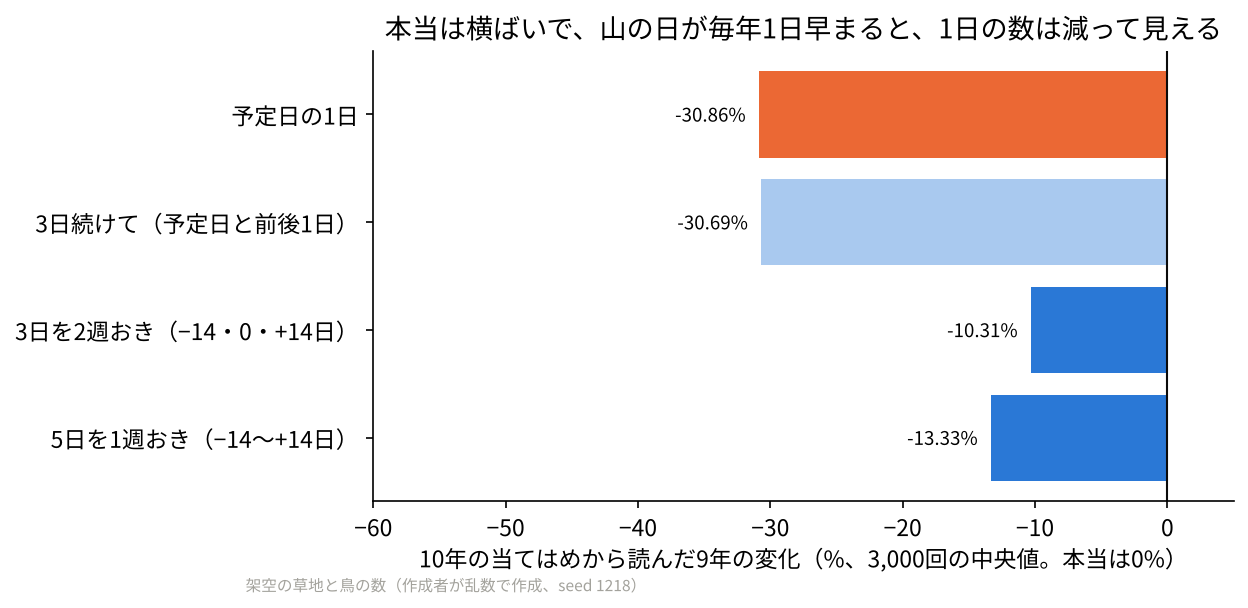 本当は横ばいで、山の日が毎年1日早まると、1日の数は減って見える
予定日の1日
-30.86%
3日続けて（予定日と前後1日）
-30.69%
3日を2週おき（−14・0・+14日）
-10.31%
5日を1週おき（−14〜+14日）
-13.33%
−60 −50 −40 −30 −20 −10 0
10年の当てはめから読んだ9年の変化（%、3,000回の中央値。本当は0%）
架空の草地と鳥の数（作成者が乱数で作成、seed 1218）